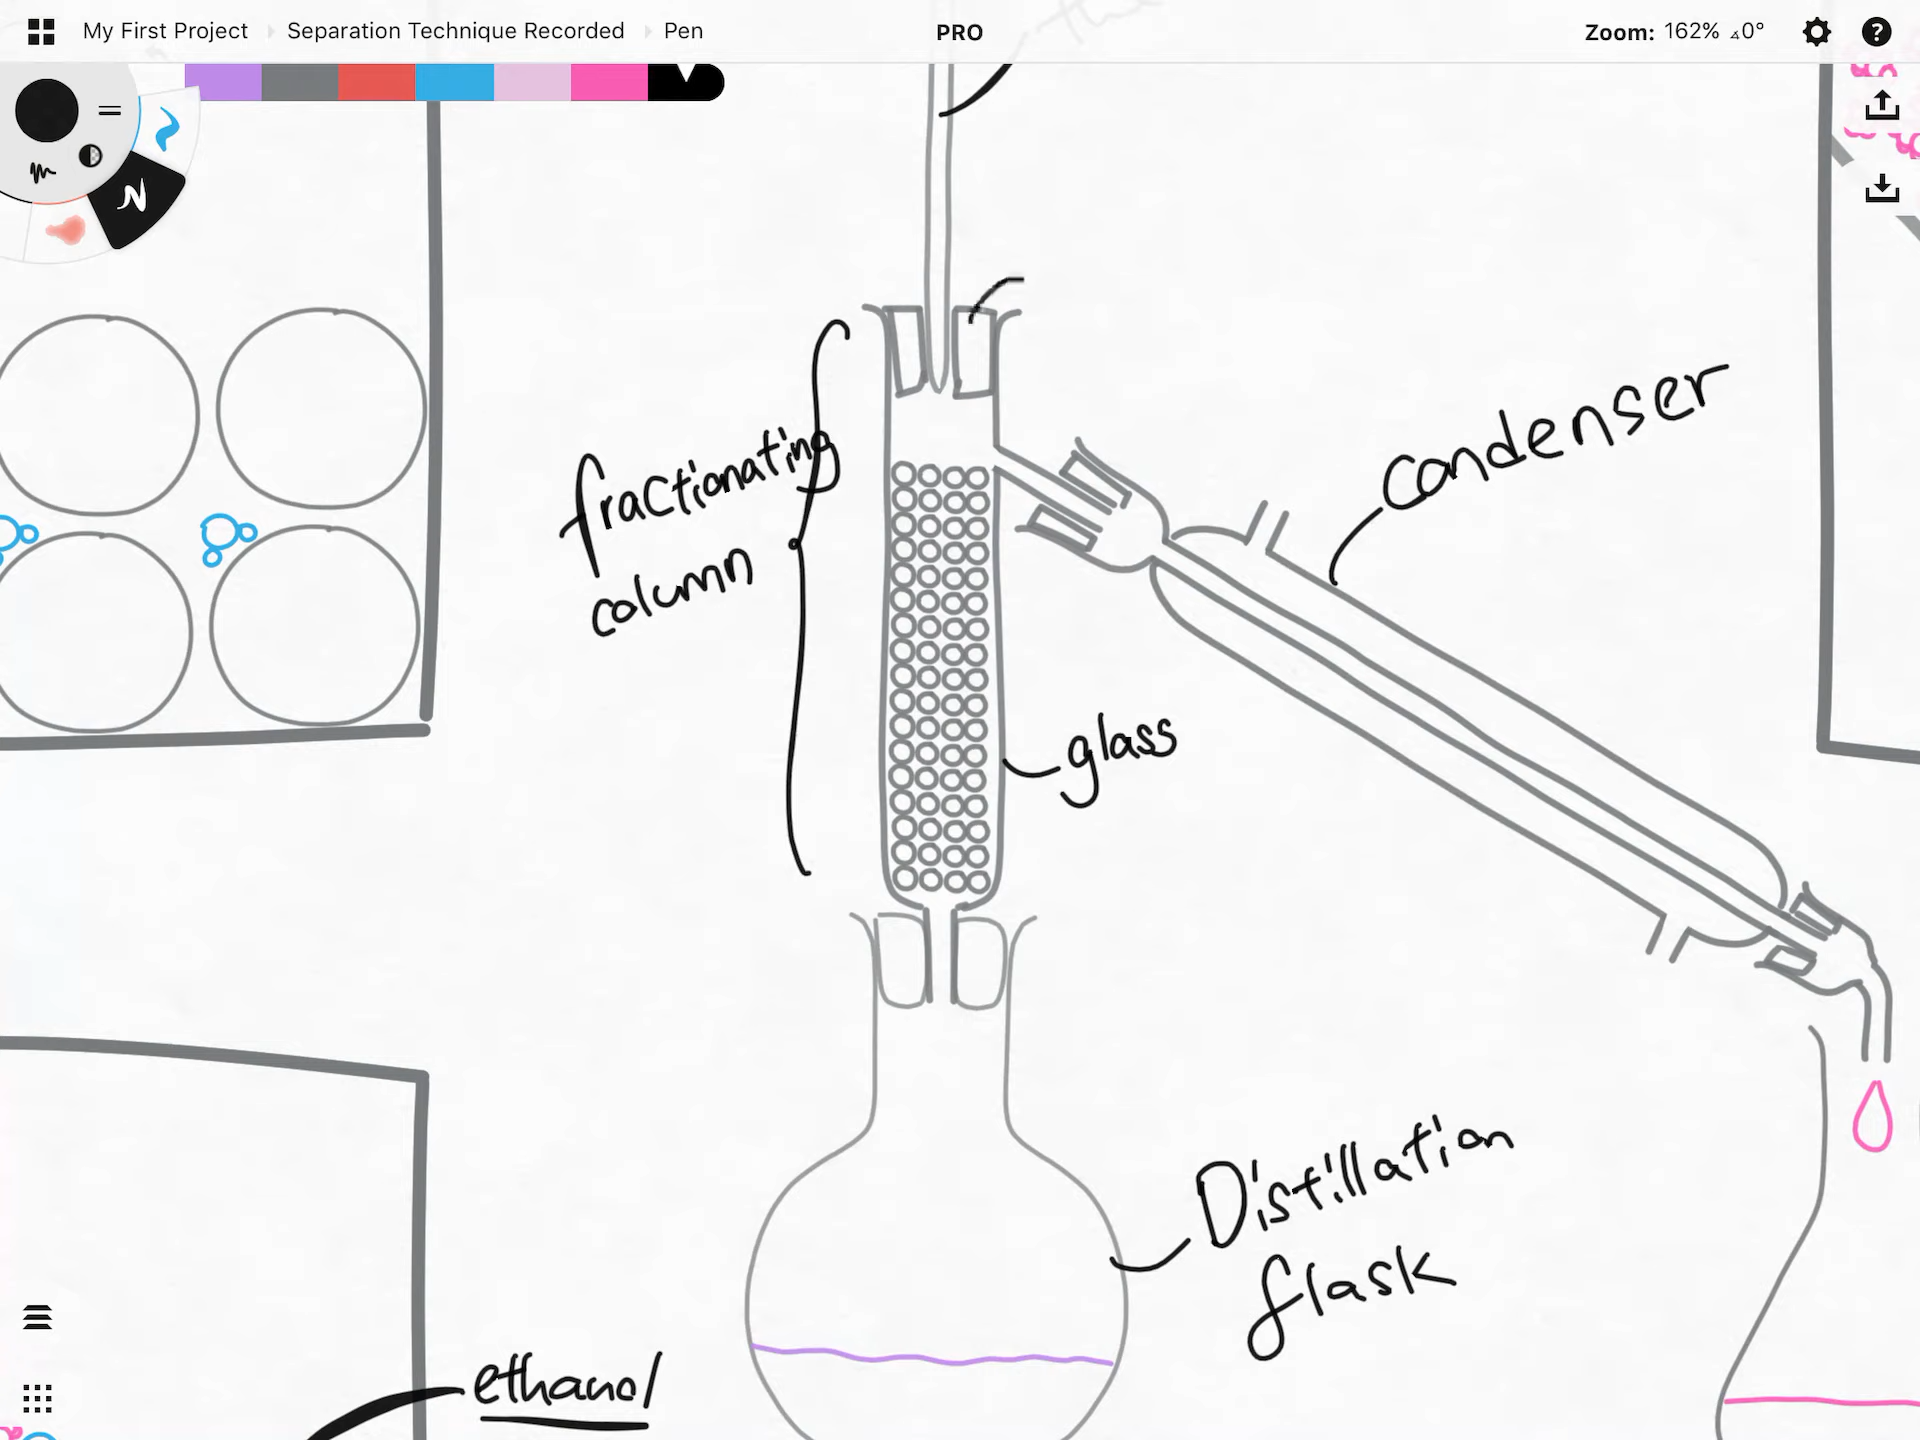 My First Project
Separation Technique Recorded
Pen
PRO
Zoom: 162% ⊿0°
fractionating
column
Condenser
glass
Distillation
flask
ethanol